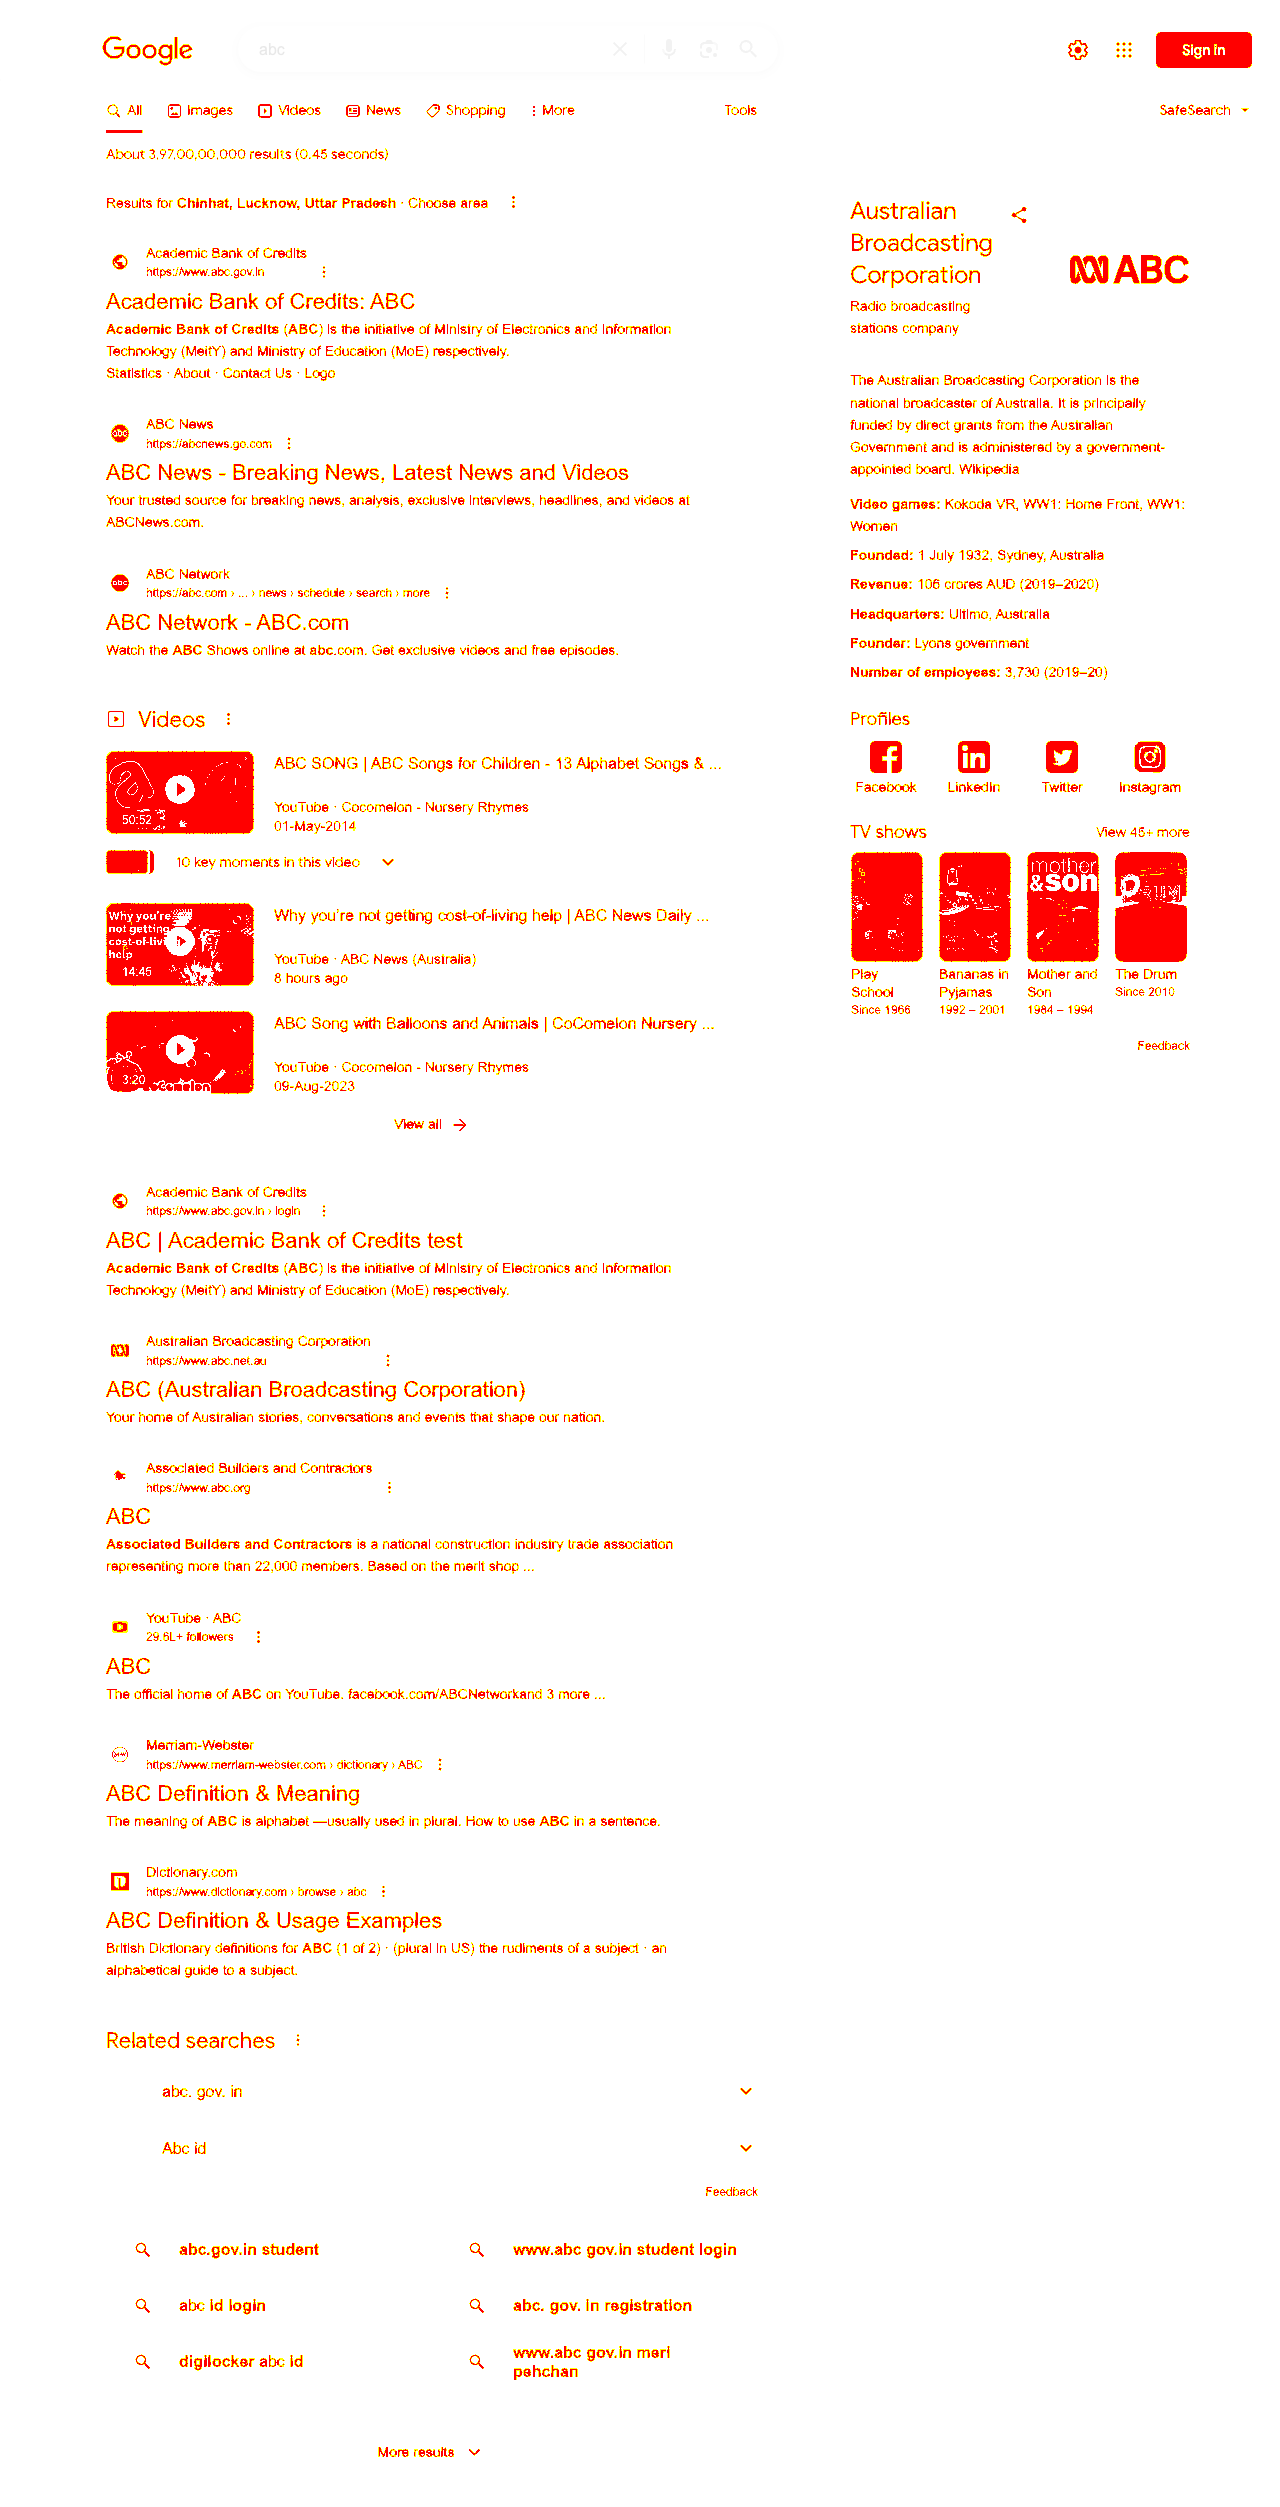 Google
abc
Sign in
All Images Videos News Shopping More Tools SafeSearch
About 3,97,00,00,000 results (0.45 seconds)
Results for Chinhat, Lucknow, Uttar Pradesh · Choose area
Academic Bank of Credits
https://www.abc.gov.in
Academic Bank of Credits: ABC
Academic Bank of Credits (ABC) is the initiative of Ministry of Electronics and Information
Technology (MeitY) and Ministry of Education (MoE) respectively.
Statistics · About · Contact Us · Logo
ABC News
https://abcnews.go.com
ABC News - Breaking News, Latest News and Videos
Your trusted source for breaking news, analysis, exclusive interviews, headlines, and videos at
ABCNews.com.
ABC Network
https://abc.com › ... › news › schedule › search › more
ABC Network - ABC.com
Watch the ABC Shows online at abc.com. Get exclusive videos and free episodes.
Videos
50:52
ABC SONG | ABC Songs for Children - 13 Alphabet Songs & ...
YouTube · Cocomelon - Nursery Rhymes
01-May-2014
10 key moments in this video
Why you're
not getting
cost-of-livi
help
14:45
Why you're not getting cost-of-living help | ABC News Daily ...
YouTube · ABC News (Australia)
8 hours ago
3:20
ABC Song with Balloons and Animals | CoComelon Nursery ...
YouTube · Cocomelon - Nursery Rhymes
09-Aug-2023
View all
Academic Bank of Credits
https://www.abc.gov.in › login
ABC | Academic Bank of Credits test
Academic Bank of Credits (ABC) is the initiative of Ministry of Electronics and Information
Technology (MeitY) and Ministry of Education (MoE) respectively.
Australian Broadcasting Corporation
https://www.abc.net.au
ABC (Australian Broadcasting Corporation)
Your home of Australian stories, conversations and events that shape our nation.
Associated Builders and Contractors
https://www.abc.org
ABC
Associated Builders and Contractors is a national construction industry trade association
representing more than 22,000 members. Based on the merit shop ...
YouTube · ABC
29.6L+ followers
ABC
The official home of ABC on YouTube. facebook.com/ABCNetworkand 3 more ...
Merriam-Webster
https://www.merriam-webster.com › dictionary › ABC
ABC Definition & Meaning
The meaning of ABC is alphabet —usually used in plural. How to use ABC in a sentence.
Dictionary.com
https://www.dictionary.com › browse › abc
ABC Definition & Usage Examples
British Dictionary definitions for ABC (1 of 2) · (plural in US) the rudiments of a subject · an
alphabetical guide to a subject.
Related searches
abc. gov. in
Abc id
Feedback
abc.gov.in student
www.abc gov.in student login
abc id login
abc. gov. in registration
digilocker abc id
www.abc gov.in meri
pehchan
More results
Australian
Broadcasting
Corporation
ABC
Radio broadcasting
stations company
The Australian Broadcasting Corporation is the
national broadcaster of Australia. It is principally
funded by direct grants from the Australian
Government and is administered by a government-
appointed board. Wikipedia
Video games: Kokoda VR, WW1: Home Front, WW1:
Women
Founded: 1 July 1932, Sydney, Australia
Revenue: 106 crores AUD (2019–2020)
Headquarters: Ultimo, Australia
Founder: Lyons government
Number of employees: 3,730 (2019–20)
Profiles
Facebook LinkedIn Twitter Instagram
TV shows
View 45+ more
mother
&son
Play
School
Since 1966
Bananas in
Pyjamas
1992 – 2001
Mother and
Son
1984 – 1994
The Drum
Since 2010
Feedback